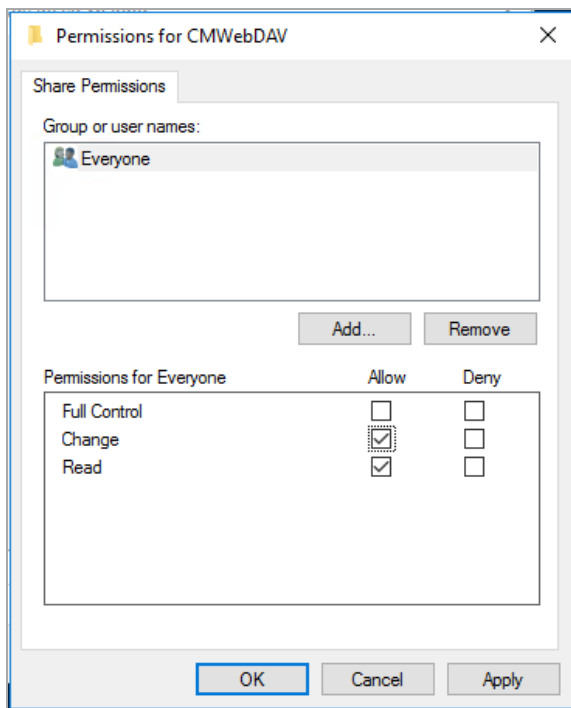 Permissions for CMWebDAV
Share Permissions
Group or user names:
Everyone
Add... Remove
Permissions for Everyone Allow Deny
Full Control
Change
Read
OK Cancel Apply